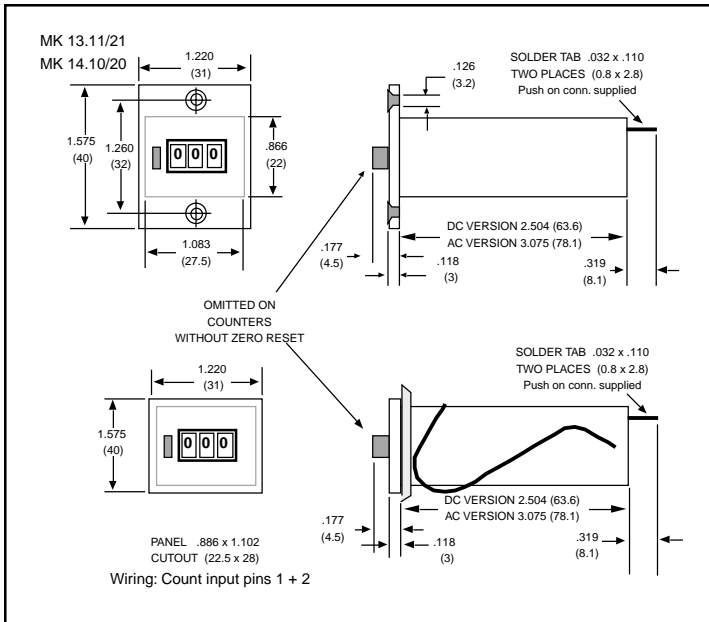 MK 13.11/21
MK 14.10/20
1.220
(31)
1.575
(40)
1.260
(32)
.866
(22)
0 0 0
1.083
(27.5)
.126
(3.2)
SOLDER TAB .032 x .110
TWO PLACES (0.8 x 2.8)
Push on conn. supplied
DC VERSION 2.504 (63.6)
AC VERSION 3.075 (78.1)
.177
(4.5)
.118
(3)
.319
(8.1)
OMITTED ON
COUNTERS
WITHOUT ZERO RESET
1.220
(31)
1.575
(40)
0 0 0
PANEL .886 x 1.102
CUTOUT (22.5 x 28)
Wiring: Count input pins 1 + 2
SOLDER TAB .032 x .110
TWO PLACES (0.8 x 2.8)
Push on conn. supplied
DC VERSION 2.504 (63.6)
AC VERSION 3.075 (78.1)
.177
(4.5)
.118
(3)
.319
(8.1)